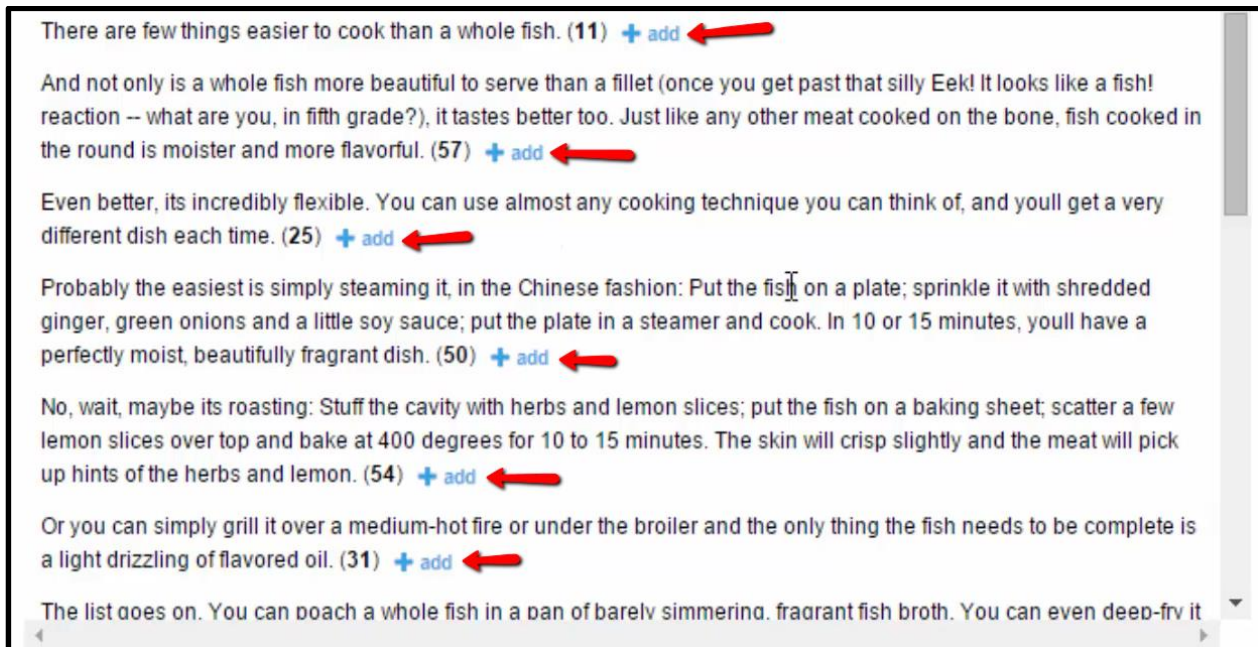 There are few things easier to cook than a whole fish. (11) + add
And not only is a whole fish more beautiful to serve than a fillet (once you get past that silly Eek! It looks like a fish!
reaction -- what are you, in fifth grade?), it tastes better too. Just like any other meat cooked on the bone, fish cooked in
the round is moister and more flavorful. (57) + add
Even better, its incredibly flexible. You can use almost any cooking technique you can think of, and youll get a very
different dish each time. (25) + add
Probably the easiest is simply steaming it, in the Chinese fashion: Put the fish on a plate; sprinkle it with shredded
ginger, green onions and a little soy sauce; put the plate in a steamer and cook. In 10 or 15 minutes, youll have a
perfectly moist, beautifully fragrant dish. (50) + add
No, wait, maybe its roasting: Stuff the cavity with herbs and lemon slices; put the fish on a baking sheet; scatter a few
lemon slices over top and bake at 400 degrees for 10 to 15 minutes. The skin will crisp slightly and the meat will pick
up hints of the herbs and lemon. (54) + add
Or you can simply grill it over a medium-hot fire or under the broiler and the only thing the fish needs to be complete is
a light drizzling of flavored oil. (31) + add
The list goes on. You can poach a whole fish in a pan of barely simmering, fragrant fish broth. You can even deep-fry it